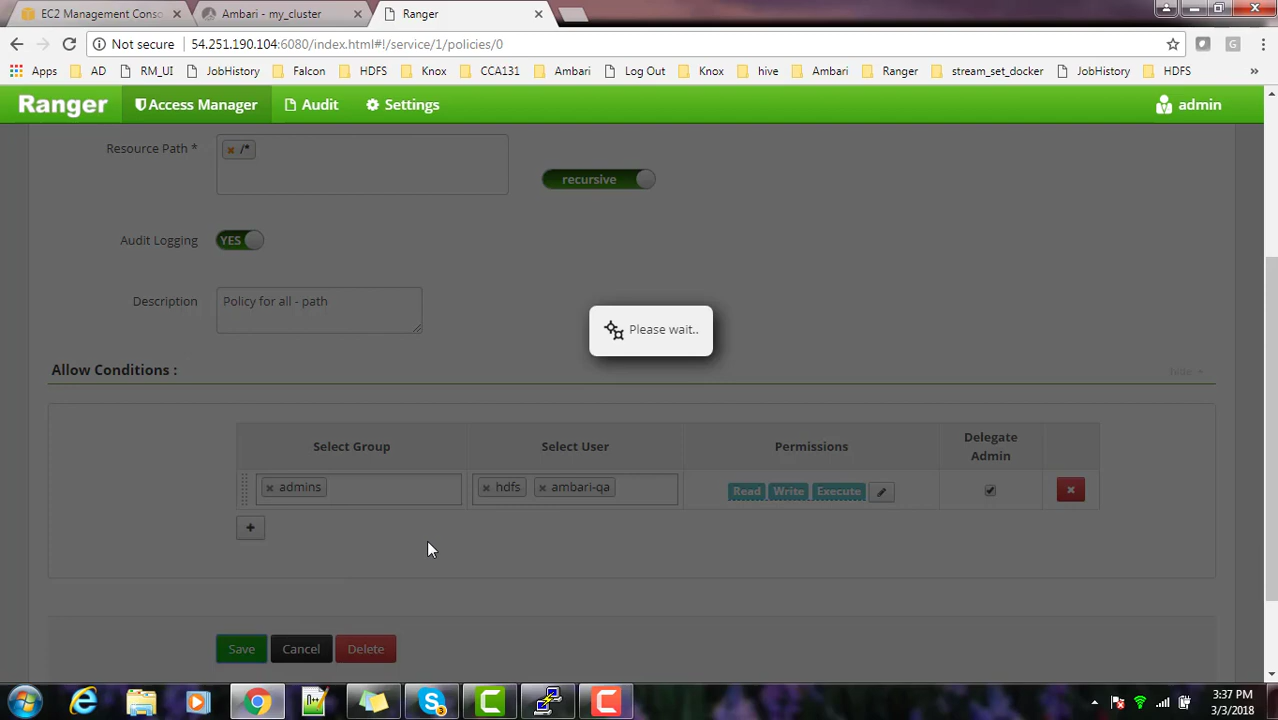 EC2 Management Conso
Ambari - my_cluster
Ranger
Not secure 54.251.190.104:6080/index.html#!/service/1/policies/0
G
Apps AD RM_UI JobHistory Falcon HDFS Knox CCA131 Ambari Log Out Knox hive Ambari Ranger stream_set_docker JobHistory HDFS »
Ranger Access Manager Audit Settings admin
Resource Path * /*
recursive
Audit Logging YES
Description Policy for all - path
Please wait..
Allow Conditions : hide
Select Group Select User Permissions Delegate Admin
admins hdfs ambari-qa Read Write Execute
Save Cancel Delete
3:37 PM
3/3/2018